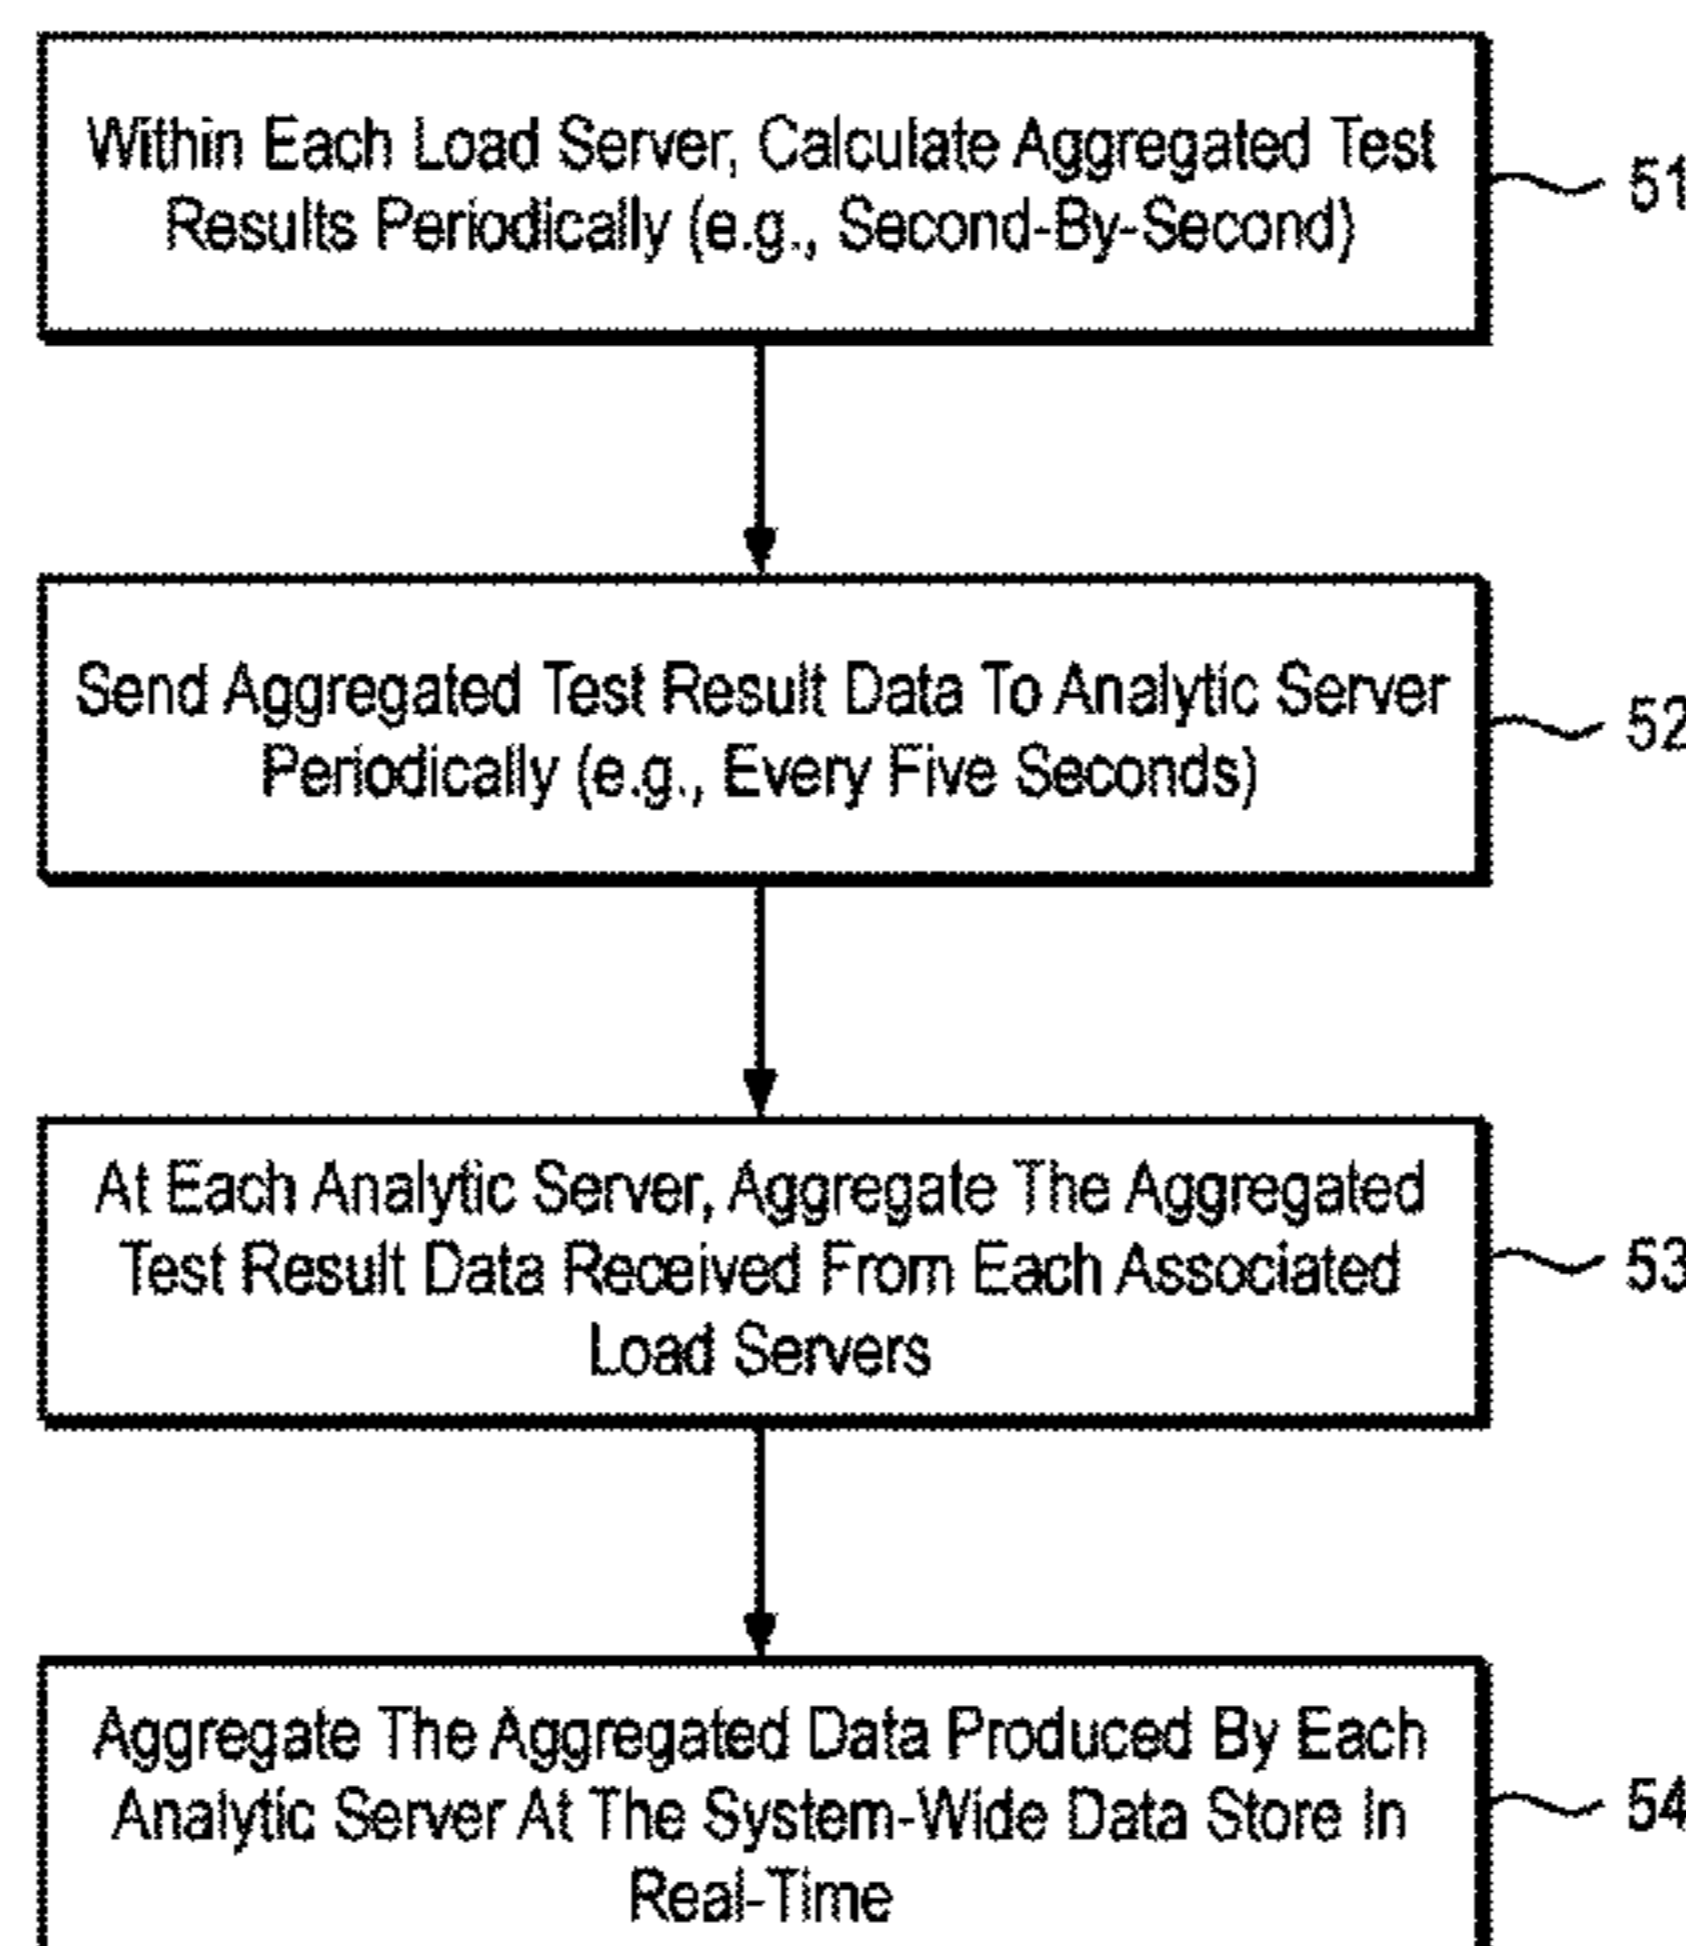 Within Each Load Server, Calculate Aggregated Test
Results Periodically (e.g., Second-By-Second)
51
Send Aggregated Test Result Data To Analytic Server
Periodically (e.g., Every Five Seconds)
52
At Each Analytic Server, Aggregate The Aggregated
Test Result Data Received From Each Associated
Load Servers
53
Aggregate The Aggregated Data Produced By Each
Analytic Server At The System-Wide Data Store In
Real-Time
54